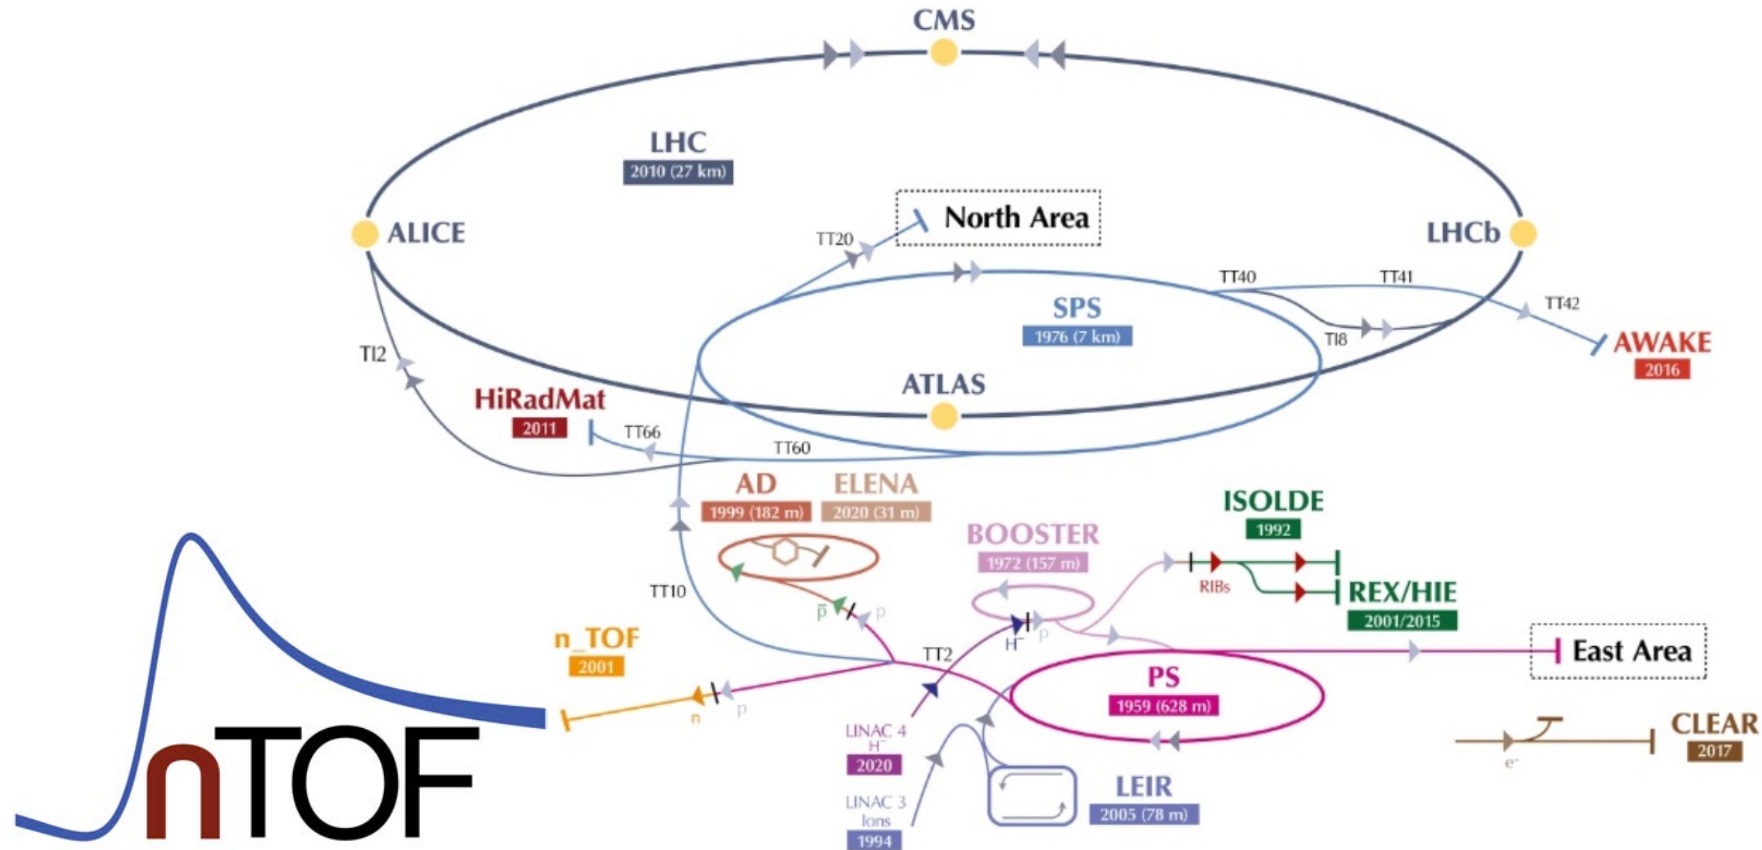 CMS
LHC
2010 (27 km)
North Area
TT20
ALICE
LHCb
TT40
TT41
TT42
SPS
1976 (7 km)
TI8
AWAKE
2016
TI2
ATLAS
HiRadMat
2011
TT66
TT60
AD
1999 (182 m)
ELENA
2020 (31 m)
ISOLDE
1992
BOOSTER
1972 (157 m)
RIBs
REX/HIE
2001/2015
TT10
p̅
p
H⁻
p
n_TOF
2001
TT2
East Area
PS
1959 (628 m)
n
p
LINAC 4
H⁻
2020
CLEAR
2017
e⁻
nTOF
LEIR
2005 (78 m)
LINAC 3
Ions
1994